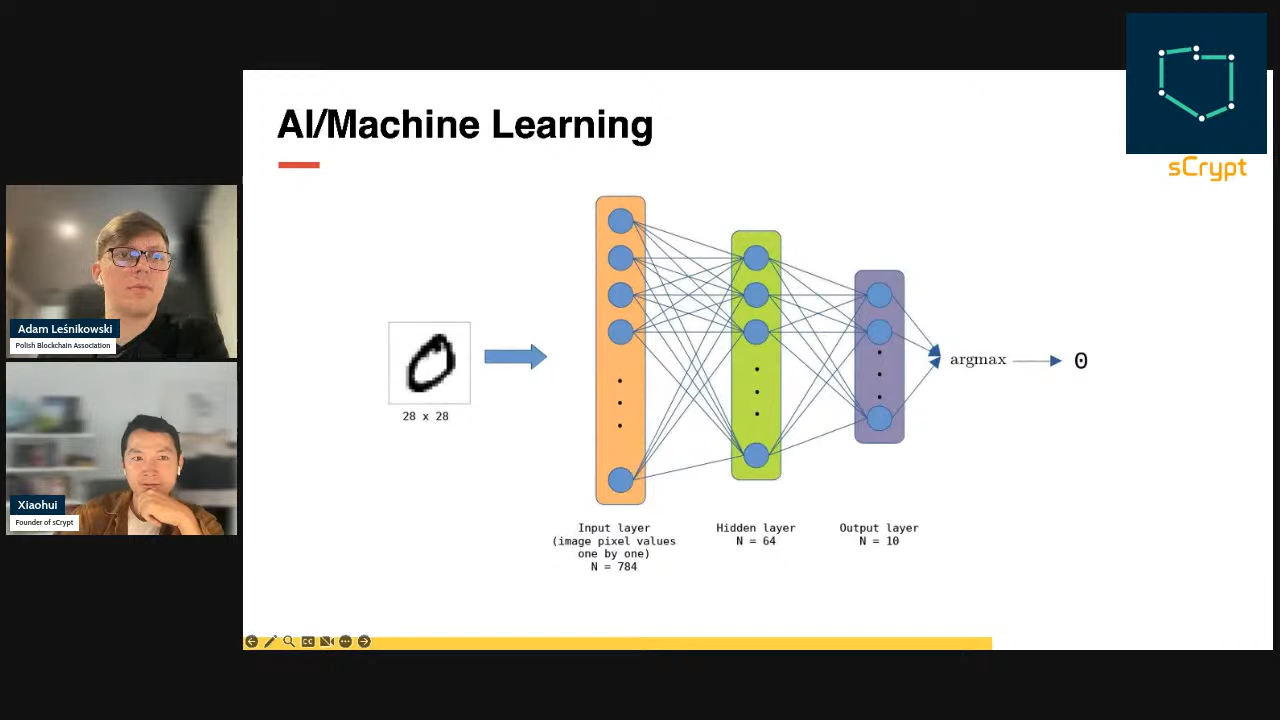 AI/Machine Learning
sCrypt
Adam Leśnikowski
Polish Blockchain Association
Xiaohui
Founder of sCrypt
28 x 28
argmax
0
Input layer
(image pixel values
one by one)
N = 784
Hidden layer
N = 64
Output layer
N = 10